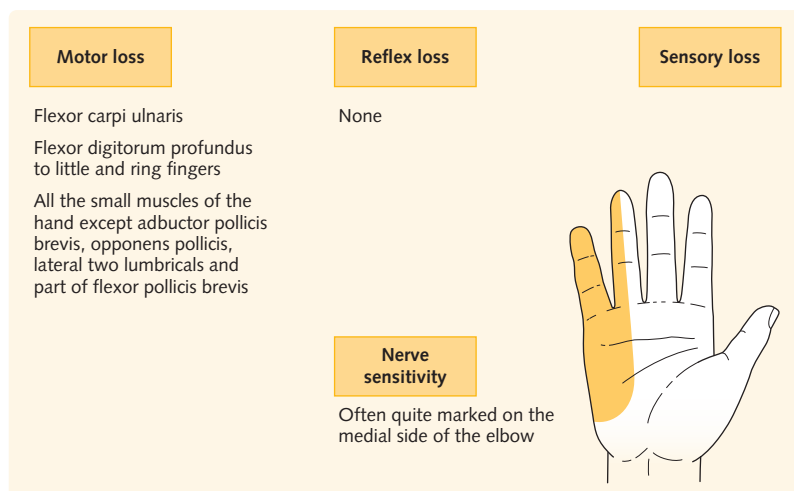 Motor loss
Flexor carpi ulnaris
Flexor digitorum profundus
to little and ring fingers
All the small muscles of the
hand except adbuctor pollicis
brevis, opponens pollicis,
lateral two lumbricals and
part of flexor pollicis brevis
Reflex loss
None
Nerve
sensitivity
Often quite marked on the
medial side of the elbow
Sensory loss